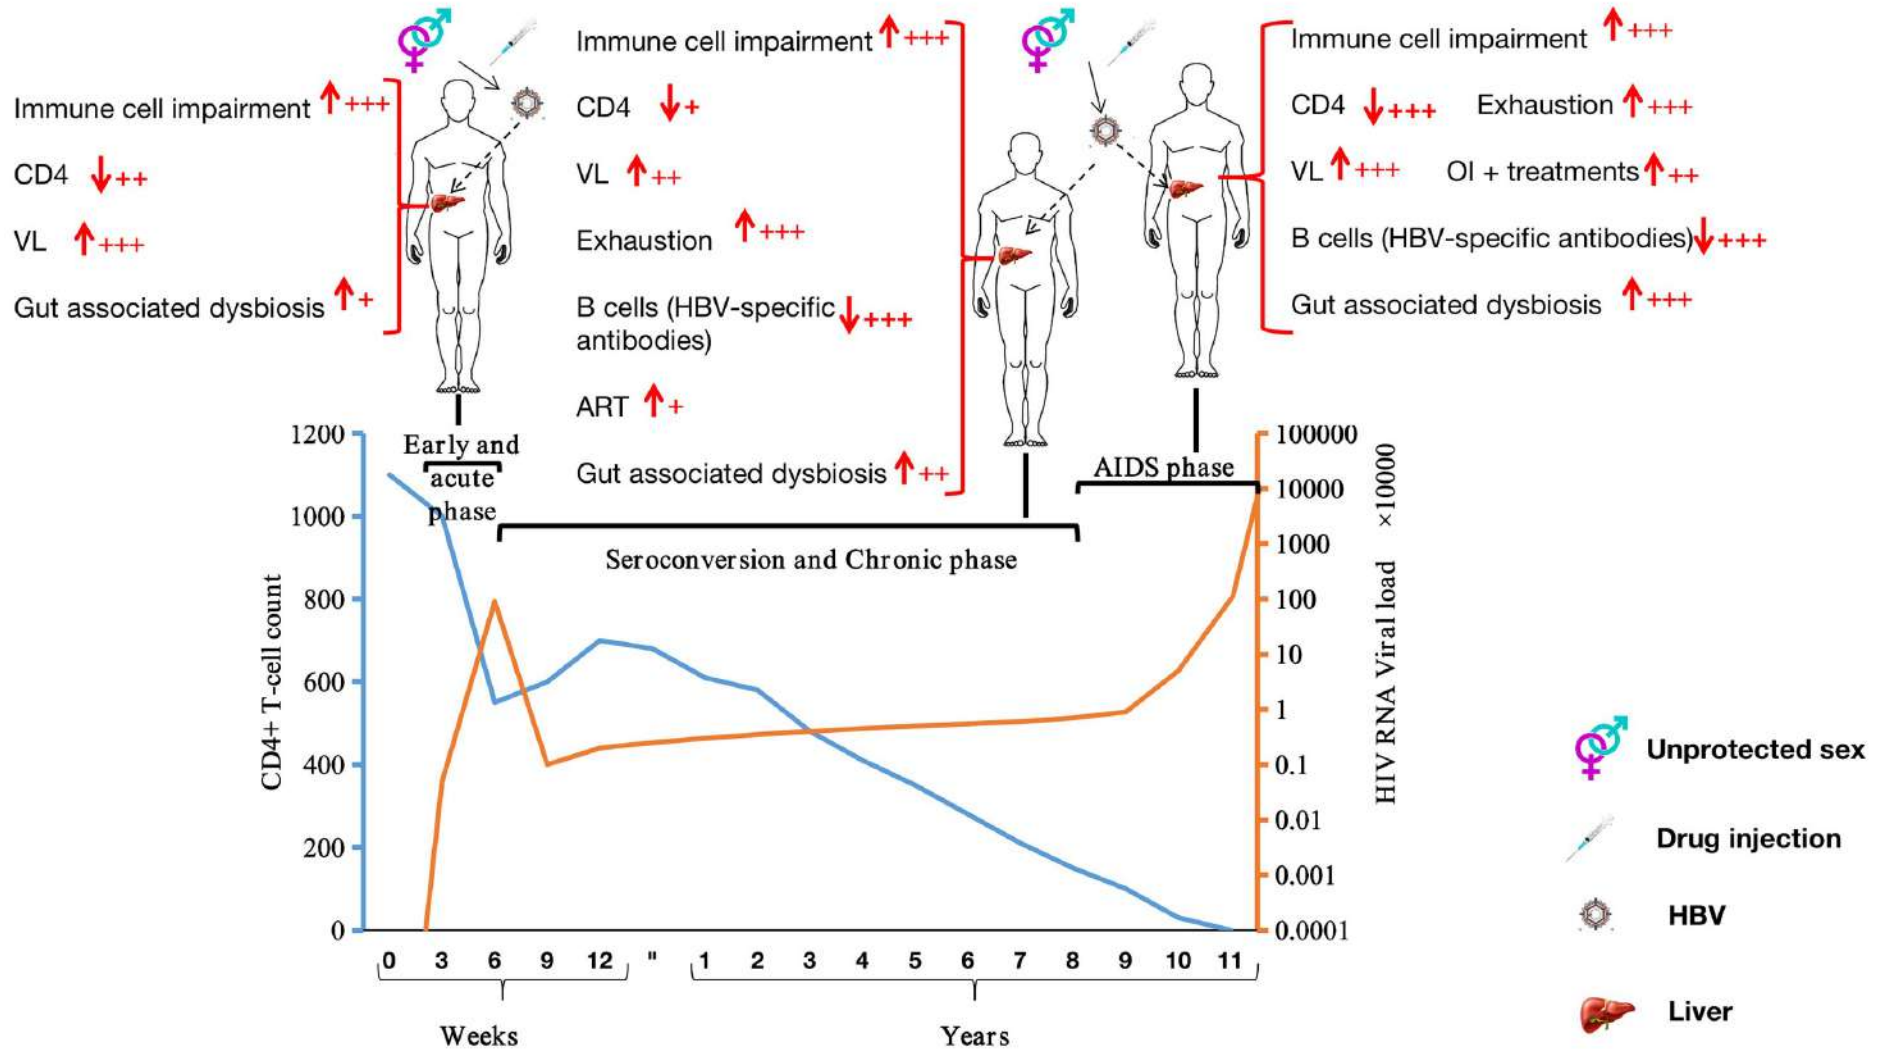 Immune cell impairment ↑+++
CD4 ↓++
VL ↑+++
Gut associated dysbiosis ↑+
Immune cell impairment ↑+++
CD4 ↓+
VL ↑++
Exhaustion ↑+++
B cells (HBV-specific ↓+++
antibodies)
ART ↑+
Gut associated dysbiosis ↑++
Immune cell impairment ↑+++
CD4 ↓+++ Exhaustion ↑+++
VL ↑+++ OI + treatments ↑++
B cells (HBV-specific antibodies)↓+++
Gut associated dysbiosis ↑+++
Early and
acute
phase
Seroconversion and Chronic phase
AIDS phase
CD4+ T-cell count
1200
1000
800
600
400
200
0
HIV RNA Viral load ×10000
100000
10000
1000
100
10
1
0.1
0.01
0.001
0.0001
0 3 6 9 12 " 1 2 3 4 5 6 7 8 9 10 11
Weeks Years
Unprotected sex
Drug injection
HBV
Liver